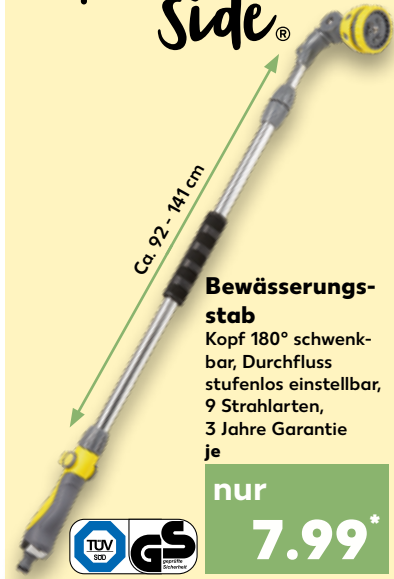 Side®
Ca. 92 - 141 cm
Bewässerungs-
stab
Kopf 180° schwenk-
bar, Durchfluss
stufenlos einstellbar,
9 Strahlarten,
3 Jahre Garantie
je
nur
7.99*
TÜV
SÜD
GS
geprüfte
Sicherheit